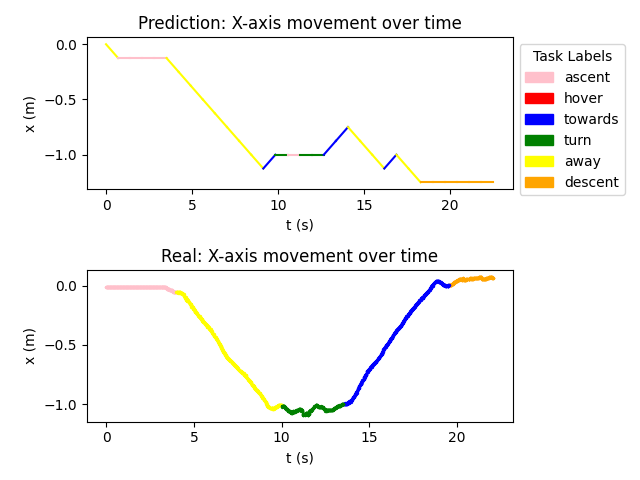 Prediction: X-axis movement over time
0.0
−0.5
−1.0
x (m)
0
5
10
15
20
t (s)
Task Labels
ascent
hover
towards
turn
away
descent
Real: X-axis movement over time
0.0
−0.5
−1.0
x (m)
0
5
10
15
20
t (s)